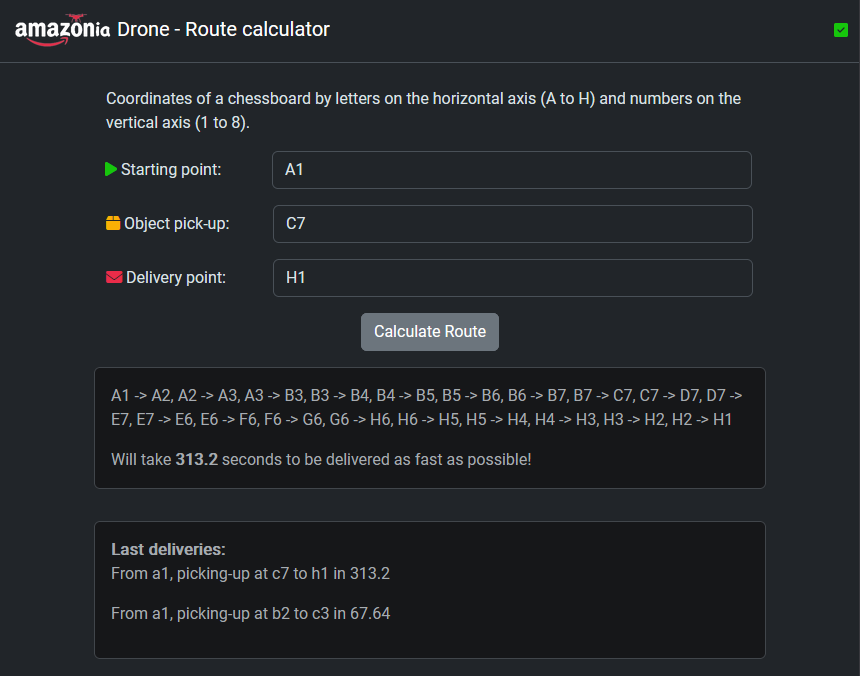 amazónia Drone - Route calculator
Coordinates of a chessboard by letters on the horizontal axis (A to H) and numbers on the
vertical axis (1 to 8).
Starting point: A1
Object pick-up: C7
Delivery point: H1
Calculate Route
A1 -> A2, A2 -> A3, A3 -> B3, B3 -> B4, B4 -> B5, B5 -> B6, B6 -> B7, B7 -> C7, C7 -> D7, D7 ->
E7, E7 -> E6, E6 -> F6, F6 -> G6, G6 -> H6, H6 -> H5, H5 -> H4, H4 -> H3, H3 -> H2, H2 -> H1
Will take 313.2 seconds to be delivered as fast as possible!
Last deliveries:
From a1, picking-up at c7 to h1 in 313.2
From a1, picking-up at b2 to c3 in 67.64